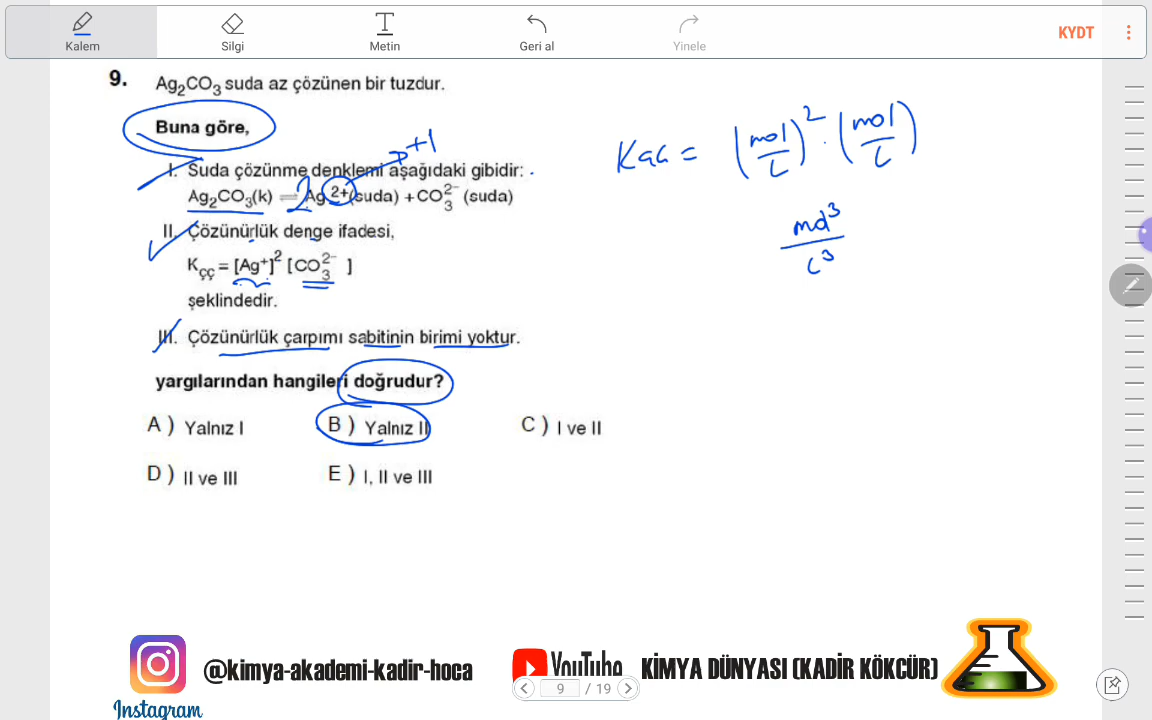 Kalem
Silgi
Metin
Geri al
Yinele
KYDT
9. Ag2CO3 suda az çözünen bir tuzdur.
Buna göre,
+1
I. Suda çözünme denklemi aşağıdaki gibidir:
Ag2CO3(k) ⇌ 2 Ag 2+(suda) + CO3 2- (suda)
II. Çözünürlük denge ifadesi,
Kçç = [Ag+]2 [CO3 2- ]
şeklindedir.
III. Çözünürlük çarpımı sabitinin birimi yoktur.
yargılarından hangileri doğrudur?
A ) Yalnız I
B ) Yalnız II
C ) I ve II
D ) II ve III
E ) I, II ve III
Kçç = (mol/L)2 . (mol/L)
mol3/L3
@kimya-akademi-kadir-hoca
Instagram
YouTube
KİMYA DÜNYASI (KADİR KÖKCÜR)
9 / 19